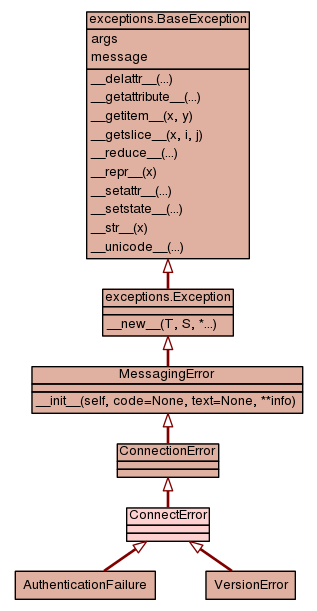 exceptions.BaseException
args
message
__delattr__(...)
__getattribute__(...)
__getitem__(x, y)
__getslice__(x, i, j)
__reduce__(...)
__repr__(x)
__setattr__(...)
__setstate__(...)
__str__(x)
__unicode__(...)
exceptions.Exception
__new__(T, S, *...)
MessagingError
__init__(self, code=None, text=None, **info)
ConnectionError
ConnectError
AuthenticationFailure
VersionError